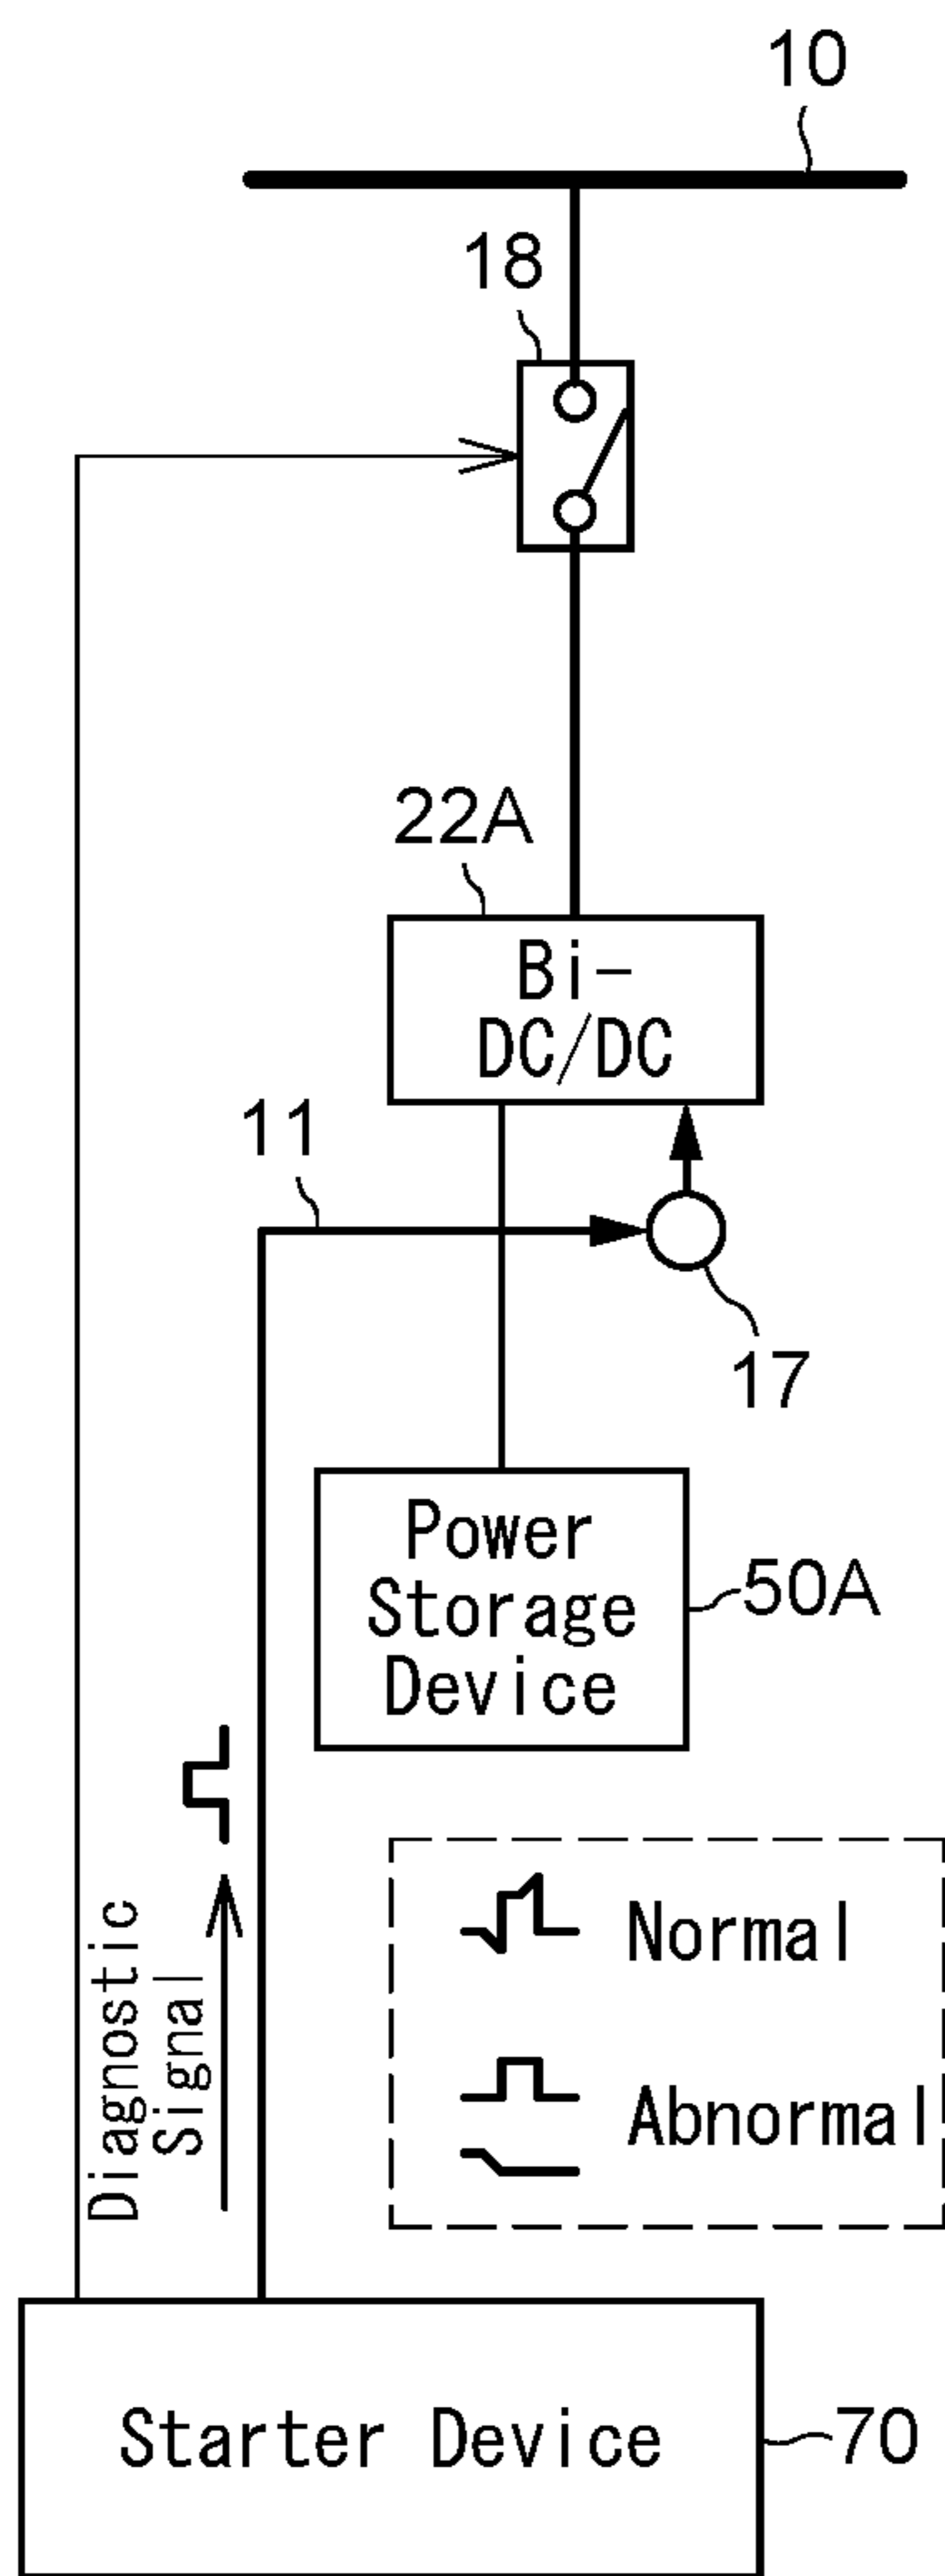 10
18
22A
Bi-
DC/DC
11
17
Power
Storage
Device
50A
Diagnostic
Signal
Normal
Abnormal
Starter Device
70